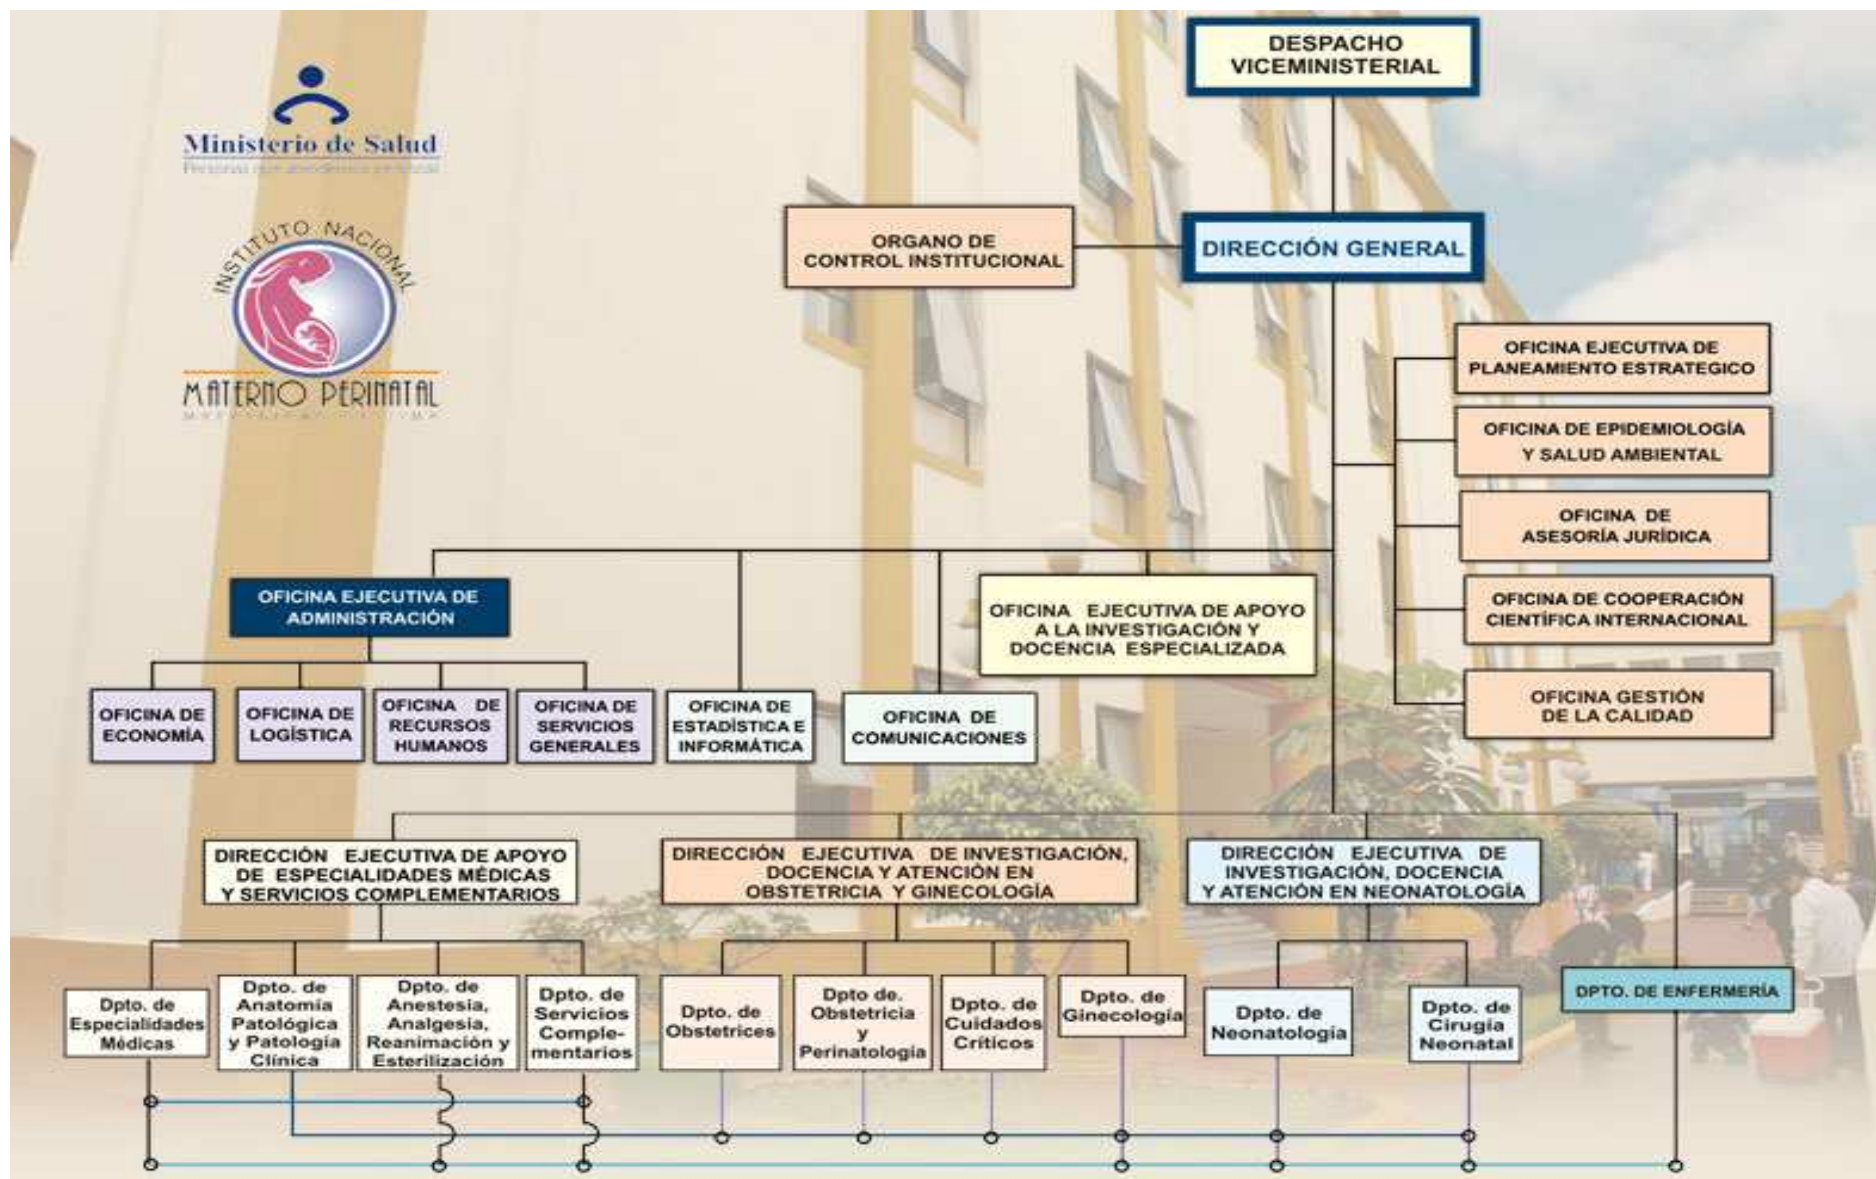 DESPACHO
VICEMINISTERIAL
Ministerio de Salud
INSTITUTO NACIONAL
MATERNO PERINATAL
ORGANO DE
CONTROL INSTITUCIONAL
DIRECCIÓN GENERAL
OFICINA EJECUTIVA DE
PLANEAMIENTO ESTRATEGICO
OFICINA DE EPIDEMIOLOGÍA
Y SALUD AMBIENTAL
OFICINA DE
ASESORÍA JURÍDICA
OFICINA DE COOPERACIÓN
CIENTÍFICA INTERNACIONAL
OFICINA GESTIÓN
DE LA CALIDAD
OFICINA EJECUTIVA DE
ADMINISTRACIÓN
OFICINA EJECUTIVA DE APOYO
A LA INVESTIGACIÓN Y
DOCENCIA ESPECIALIZADA
OFICINA DE
ECONOMÍA
OFICINA DE
LOGÍSTICA
OFICINA DE
RECURSOS
HUMANOS
OFICINA DE
SERVICIOS
GENERALES
OFICINA DE
ESTADÍSTICA E
INFORMÁTICA
OFICINA DE
COMUNICACIONES
DIRECCIÓN EJECUTIVA DE APOYO
DE ESPECIALIDADES MÉDICAS
Y SERVICIOS COMPLEMENTARIOS
DIRECCIÓN EJECUTIVA DE INVESTIGACIÓN,
DOCENCIA Y ATENCIÓN EN
OBSTETRICIA Y GINECOLOGÍA
DIRECCIÓN EJECUTIVA DE
INVESTIGACIÓN, DOCENCIA
Y ATENCIÓN EN NEONATOLOGÍA
Dpto. de
Especialidades
Médicas
Dpto. de
Anatomía
Patológica
y Patología
Clínica
Dpto. de
Anestesia,
Analgesia,
Reanimación y
Esterilización
Dpto. de
Servicios
Comple-
mentarios
Dpto. de
Obstetrices
Dpto de.
Obstetricia
y
Perinatología
Dpto. de
Cuidados
Críticos
Dpto. de
Ginecología
Dpto. de
Neonatología
Dpto. de
Cirugía
Neonatal
DPTO. DE ENFERMERÍA